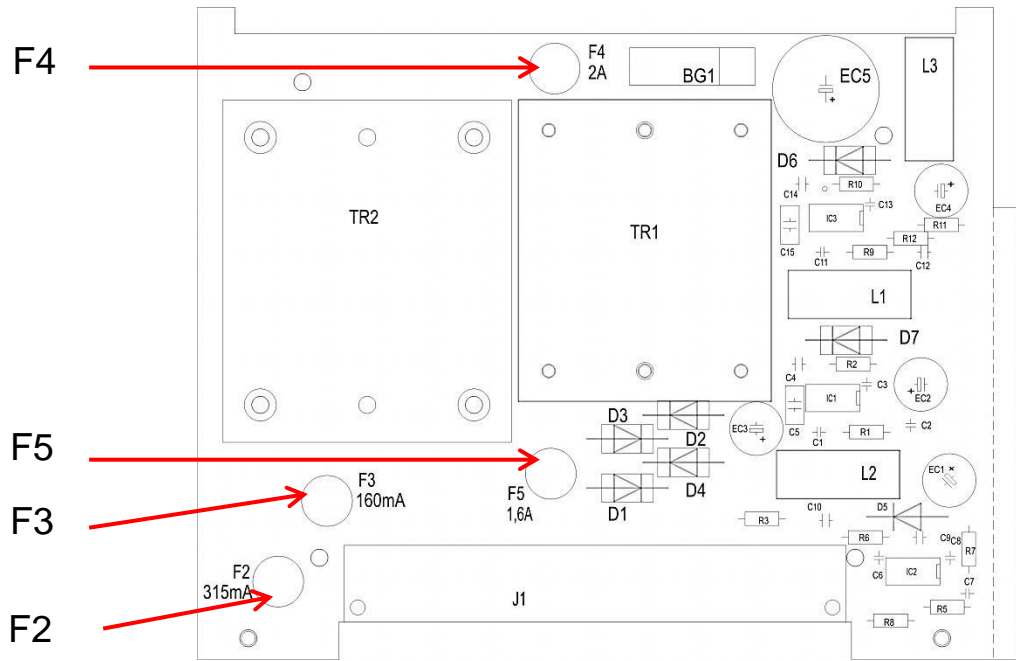 F4
F4
2A
BG1
EC5
L3
D6
C14
R10
C13
EC4
IC3
R11
R12
C15
C11
R9
C12
TR2
TR1
L1
D7
C4
R2
C3
IC1
EC2
D3
D2
EC3
C5
C1
R1
C2
F5
F5
1,6A
D4
D1
L2
EC1
F3
F3
160mA
R3
C10
D5
R6
C9
C8
R7
C6
IC2
C7
F2
F2
315mA
J1
R5
R8